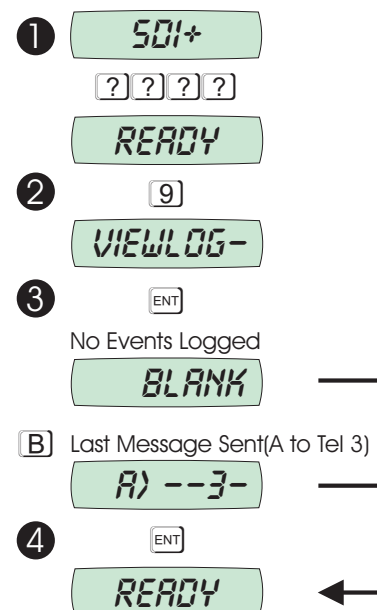 1 SDI+
? ? ? ?
READY
2 9
VIEWLOG-
3 ENT
No Events Logged
BLANK
B Last Message Sent(A to Tel 3)
A) --3-
4 ENT
READY